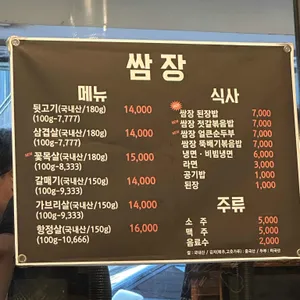 쌈장
메뉴
뒷고기(국내산/180g) 14,000
(100g-7,777)
삼겹살(국내산/180g) 14,000
(100g-7,777)
꽃목살(국내산/180g) 15,000
(100g-8,333)
갈매기(국내산/150g) 14,000
(100g-9,333)
가브리살(국내산/150g) 14,000
(100g-9,333)
항정살(국내산/150g) 16,000
(100g-10,666)
식사
쌈장 된장밥 7,000
쌈장 젓갈볶음밥 7,000
쌈장 얼큰순두부 7,000
쌈장 뚝배기볶음밥 7,000
냉면·비빔냉면 6,000
라면 3,000
공기밥 1,000
된장 1,000
주류
소주 5,000
맥주 5,000
음료수 2,000